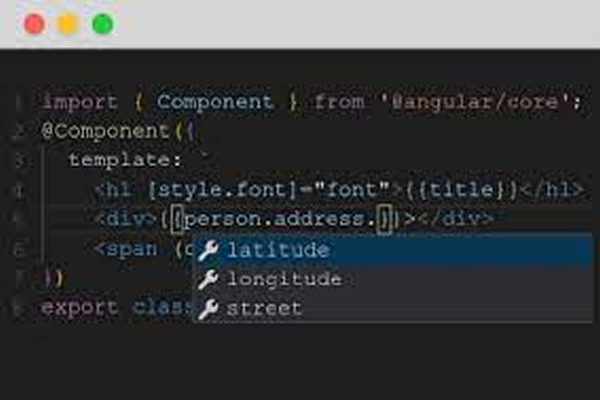 1 import { Component } from '@angular/core';
2 @Component({
3 template: `
4 <h1 [style.font]="font">{{title}}</h1>
5 <div>{{person.address.}}></div>
6 <span (c
latitude
7 })
longitude
8 export class
street